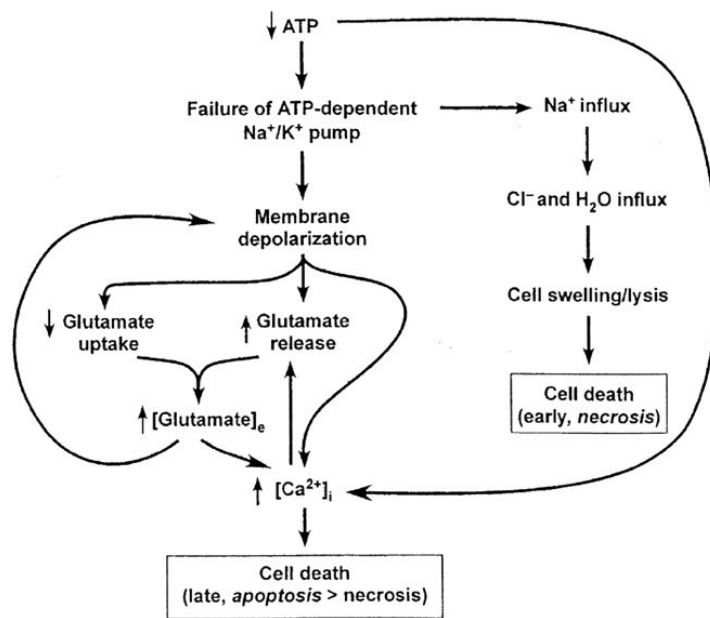 ↓ ATP
Failure of ATP-dependent
Na⁺/K⁺ pump
Na⁺ influx
Membrane
depolarization
Cl⁻ and H₂O influx
↓ Glutamate
uptake
↑ Glutamate
release
Cell swelling/lysis
↑ [Glutamate]ₑ
Cell death
(early, necrosis)
↑ [Ca²⁺]ᵢ
Cell death
(late, apoptosis > necrosis)